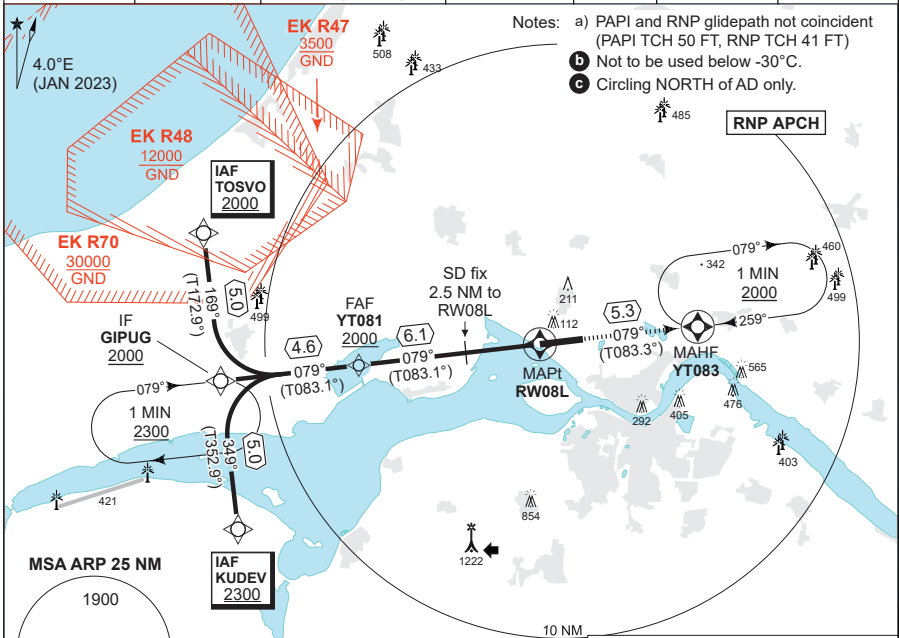 Notes: a) PAPI and RNP glidepath not coincident
(PAPI TCH 50 FT, RNP TCH 41 FT)
b Not to be used below -30°C.
c Circling NORTH of AD only.
RNP APCH
4.0°E
(JAN 2023)
EK R47
3500
GND
508
433
485
EK R48
12000
GND
IAF
TOSVO
2000
EK R70
30000
GND
169°
(T172.9°)
5.0
499
IF
GIPUG
2000
FAF
YT081
2000
SD fix
2.5 NM to
RW08L
211
112
342
079°
460
1 MIN
2000
499
259°
4.6
079°
(T083.1°)
6.1
079°
(T083.1°)
5.3
079°
(T083.3°)
MAPt
RW08L
MAHF
YT083
079°
1 MIN
2300
349°
(T352.9°)
5.0
565
476
405
292
403
421
854
1222
IAF
KUDEV
2300
MSA ARP 25 NM
1900
10 NM